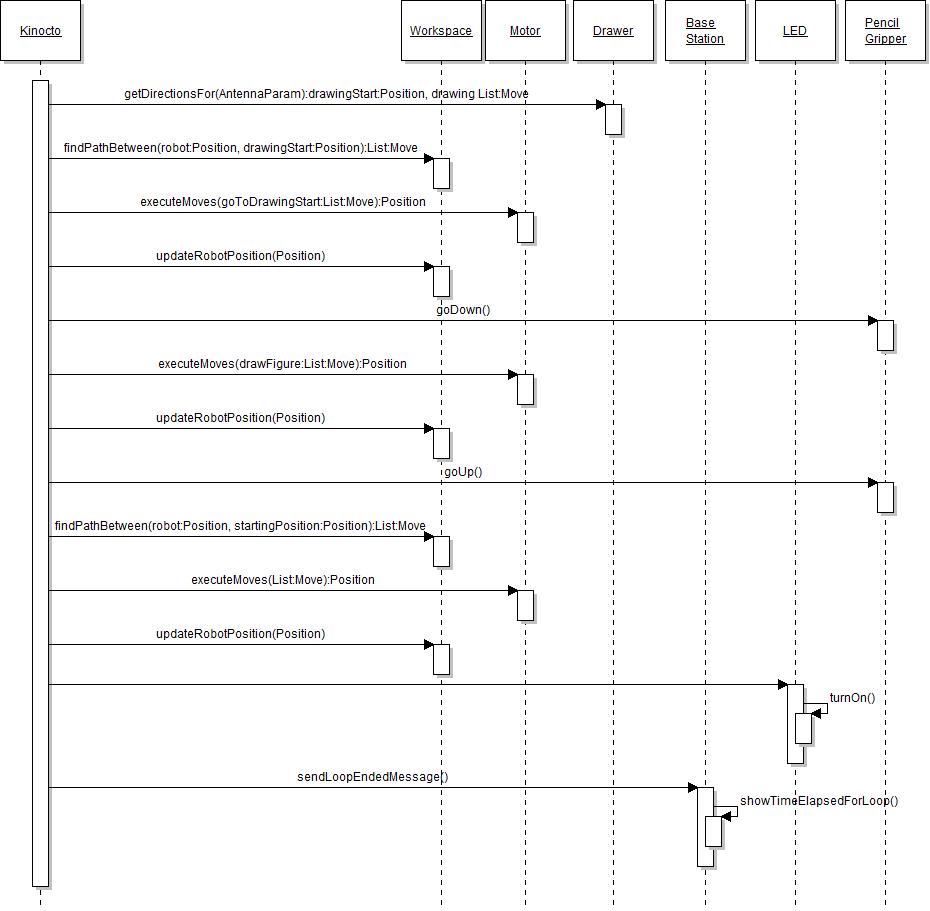 Kinocto
Workspace
Motor
Drawer
Base
Station
LED
Pencil
Gripper
getDirectionsFor(AntennaParam):drawingStart:Position, drawing List:Move
findPathBetween(robot:Position, drawingStart:Position):List:Move
executeMoves(goToDrawingStart:List:Move):Position
updateRobotPosition(Position)
goDown()
executeMoves(drawFigure:List:Move):Position
updateRobotPosition(Position)
goUp()
findPathBetween(robot:Position, startingPosition:Position):List:Move
executeMoves(List:Move):Position
updateRobotPosition(Position)
turnOn()
sendLoopEndedMessage()
showTimeElapsedForLoop()